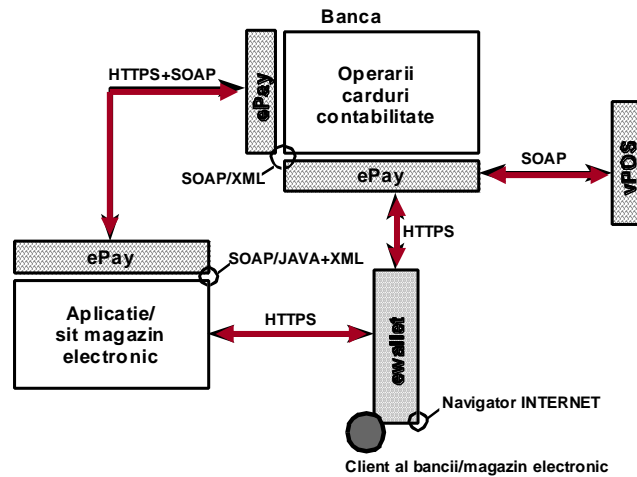 Banca
HTTPS+SOAP
ePay
Operarii
carduri
contabilitate
SOAP/XML
ePay
SOAP
vPOS
HTTPS
ePay
SOAP/JAVA+XML
Aplicatie/
sit magazin
electronic
HTTPS
ewallet
Navigator INTERNET
Client al bancii/magazin electronic